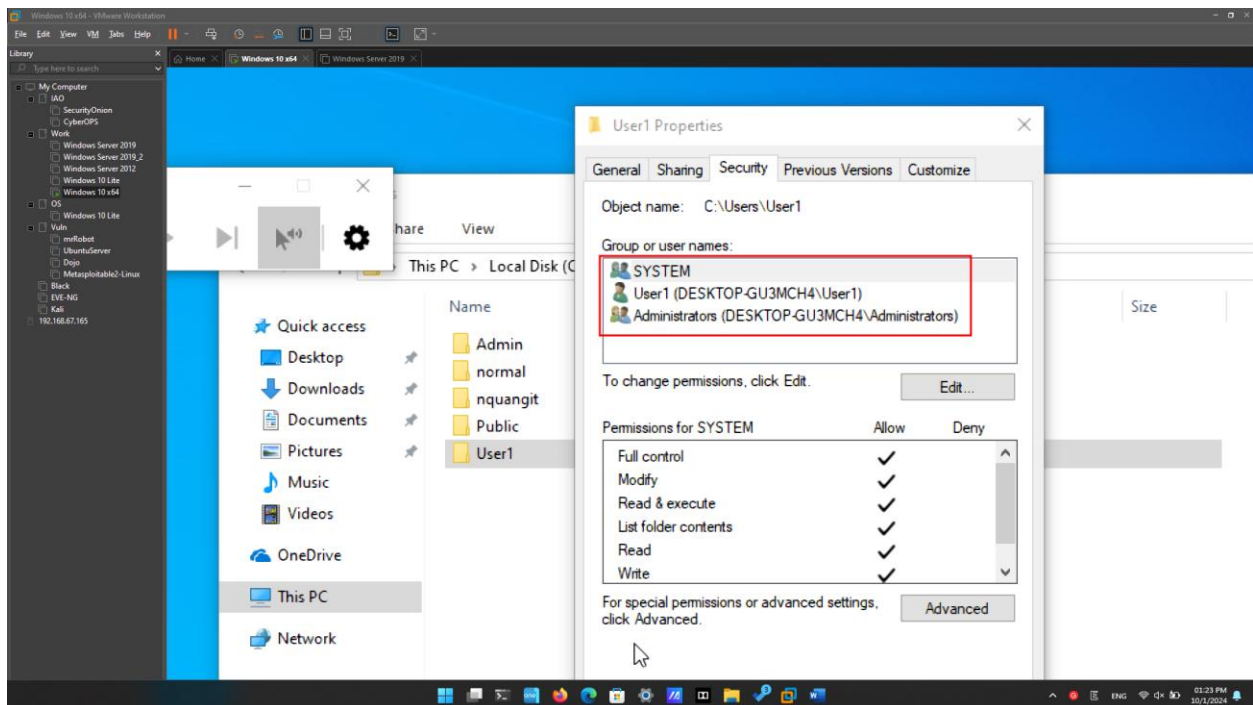 Windows 10 x64 - VMware Workstation
File Edit View VM Tabs Help
Library
Type here to search
Home
Windows 10 x64
Windows Server 2019
My Computer
IAO
SecurityOnion
CyberOPS
Work
Windows Server 2019
Windows Server 2019_2
Windows Server 2012
Windows 10 Lite
Windows 10 x64
OS
Windows 10 Lite
Vuln
mrRobot
UbuntuServer
Dojo
Metasploitable2-Linux
Black
EVE-NG
Kali
192.168.67.165
View
This PC > Local Disk (C
Name
Size
Quick access
Desktop
Downloads
Documents
Pictures
Music
Videos
OneDrive
This PC
Network
Admin
normal
nquangit
Public
User1
User1 Properties
General Sharing Security Previous Versions Customize
Object name: C:\Users\User1
Group or user names:
SYSTEM
User1 (DESKTOP-GU3MCH4\User1)
Administrators (DESKTOP-GU3MCH4\Administrators)
To change permissions, click Edit.
Edit...
Permissions for SYSTEM Allow Deny
Full control
Modify
Read & execute
List folder contents
Read
Write
For special permissions or advanced settings,
click Advanced.
Advanced
ENG
01:23 PM
10/1/2024